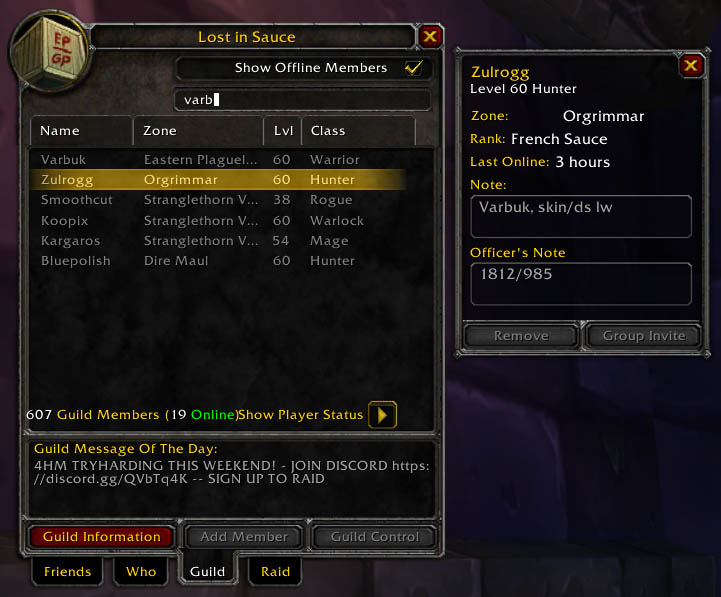 EP
GP
Lost in Sauce
Show Offline Members
varb
Name Zone Lvl Class
Varbuk Eastern Plaguel... 60 Warrior
Zulrogg Orgrimmar 60 Hunter
Smoothcut Stranglethorn V... 38 Rogue
Koopix Stranglethorn V... 60 Warlock
Kargaros Stranglethorn V... 54 Mage
Bluepolish Dire Maul 60 Hunter
607 Guild Members (19 Online) Show Player Status
Guild Message Of The Day:
4HM TRYHARDING THIS WEEKEND! - JOIN DISCORD https:
//discord.gg/QVbTq4K -- SIGN UP TO RAID
Guild Information Add Member Guild Control
Friends Who Guild Raid
Zulrogg
Level 60 Hunter
Zone: Orgrimmar
Rank: French Sauce
Last Online: 3 hours
Note:
Varbuk, skin/ds lw
Officer's Note
1812/985
Remove Group Invite